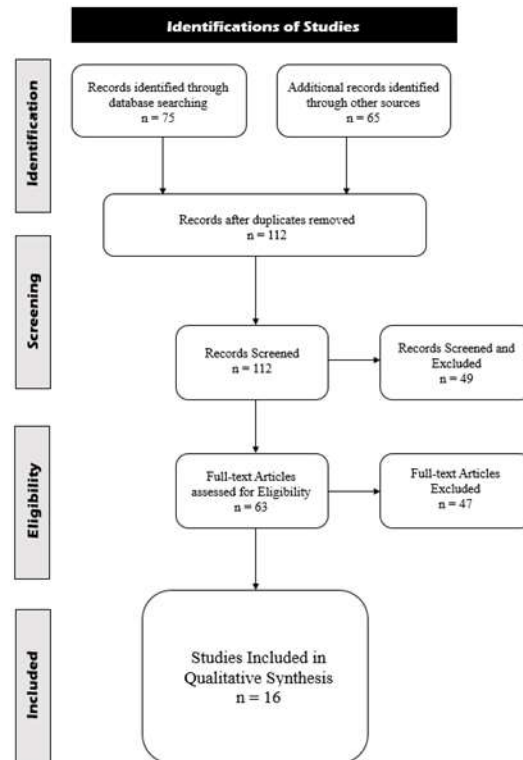 Identifications of Studies
Identification
Records identified through
database searching
n = 75
Additional records identified
through other sources
n = 65
Records after duplicates removed
n = 112
Screening
Records Screened
n = 112
Records Screened and
Excluded
n = 49
Eligibility
Full-text Articles
assessed for Eligibility
n = 63
Full-text Articles
Excluded
n = 47
Included
Studies Included in
Qualitative Synthesis
n = 16